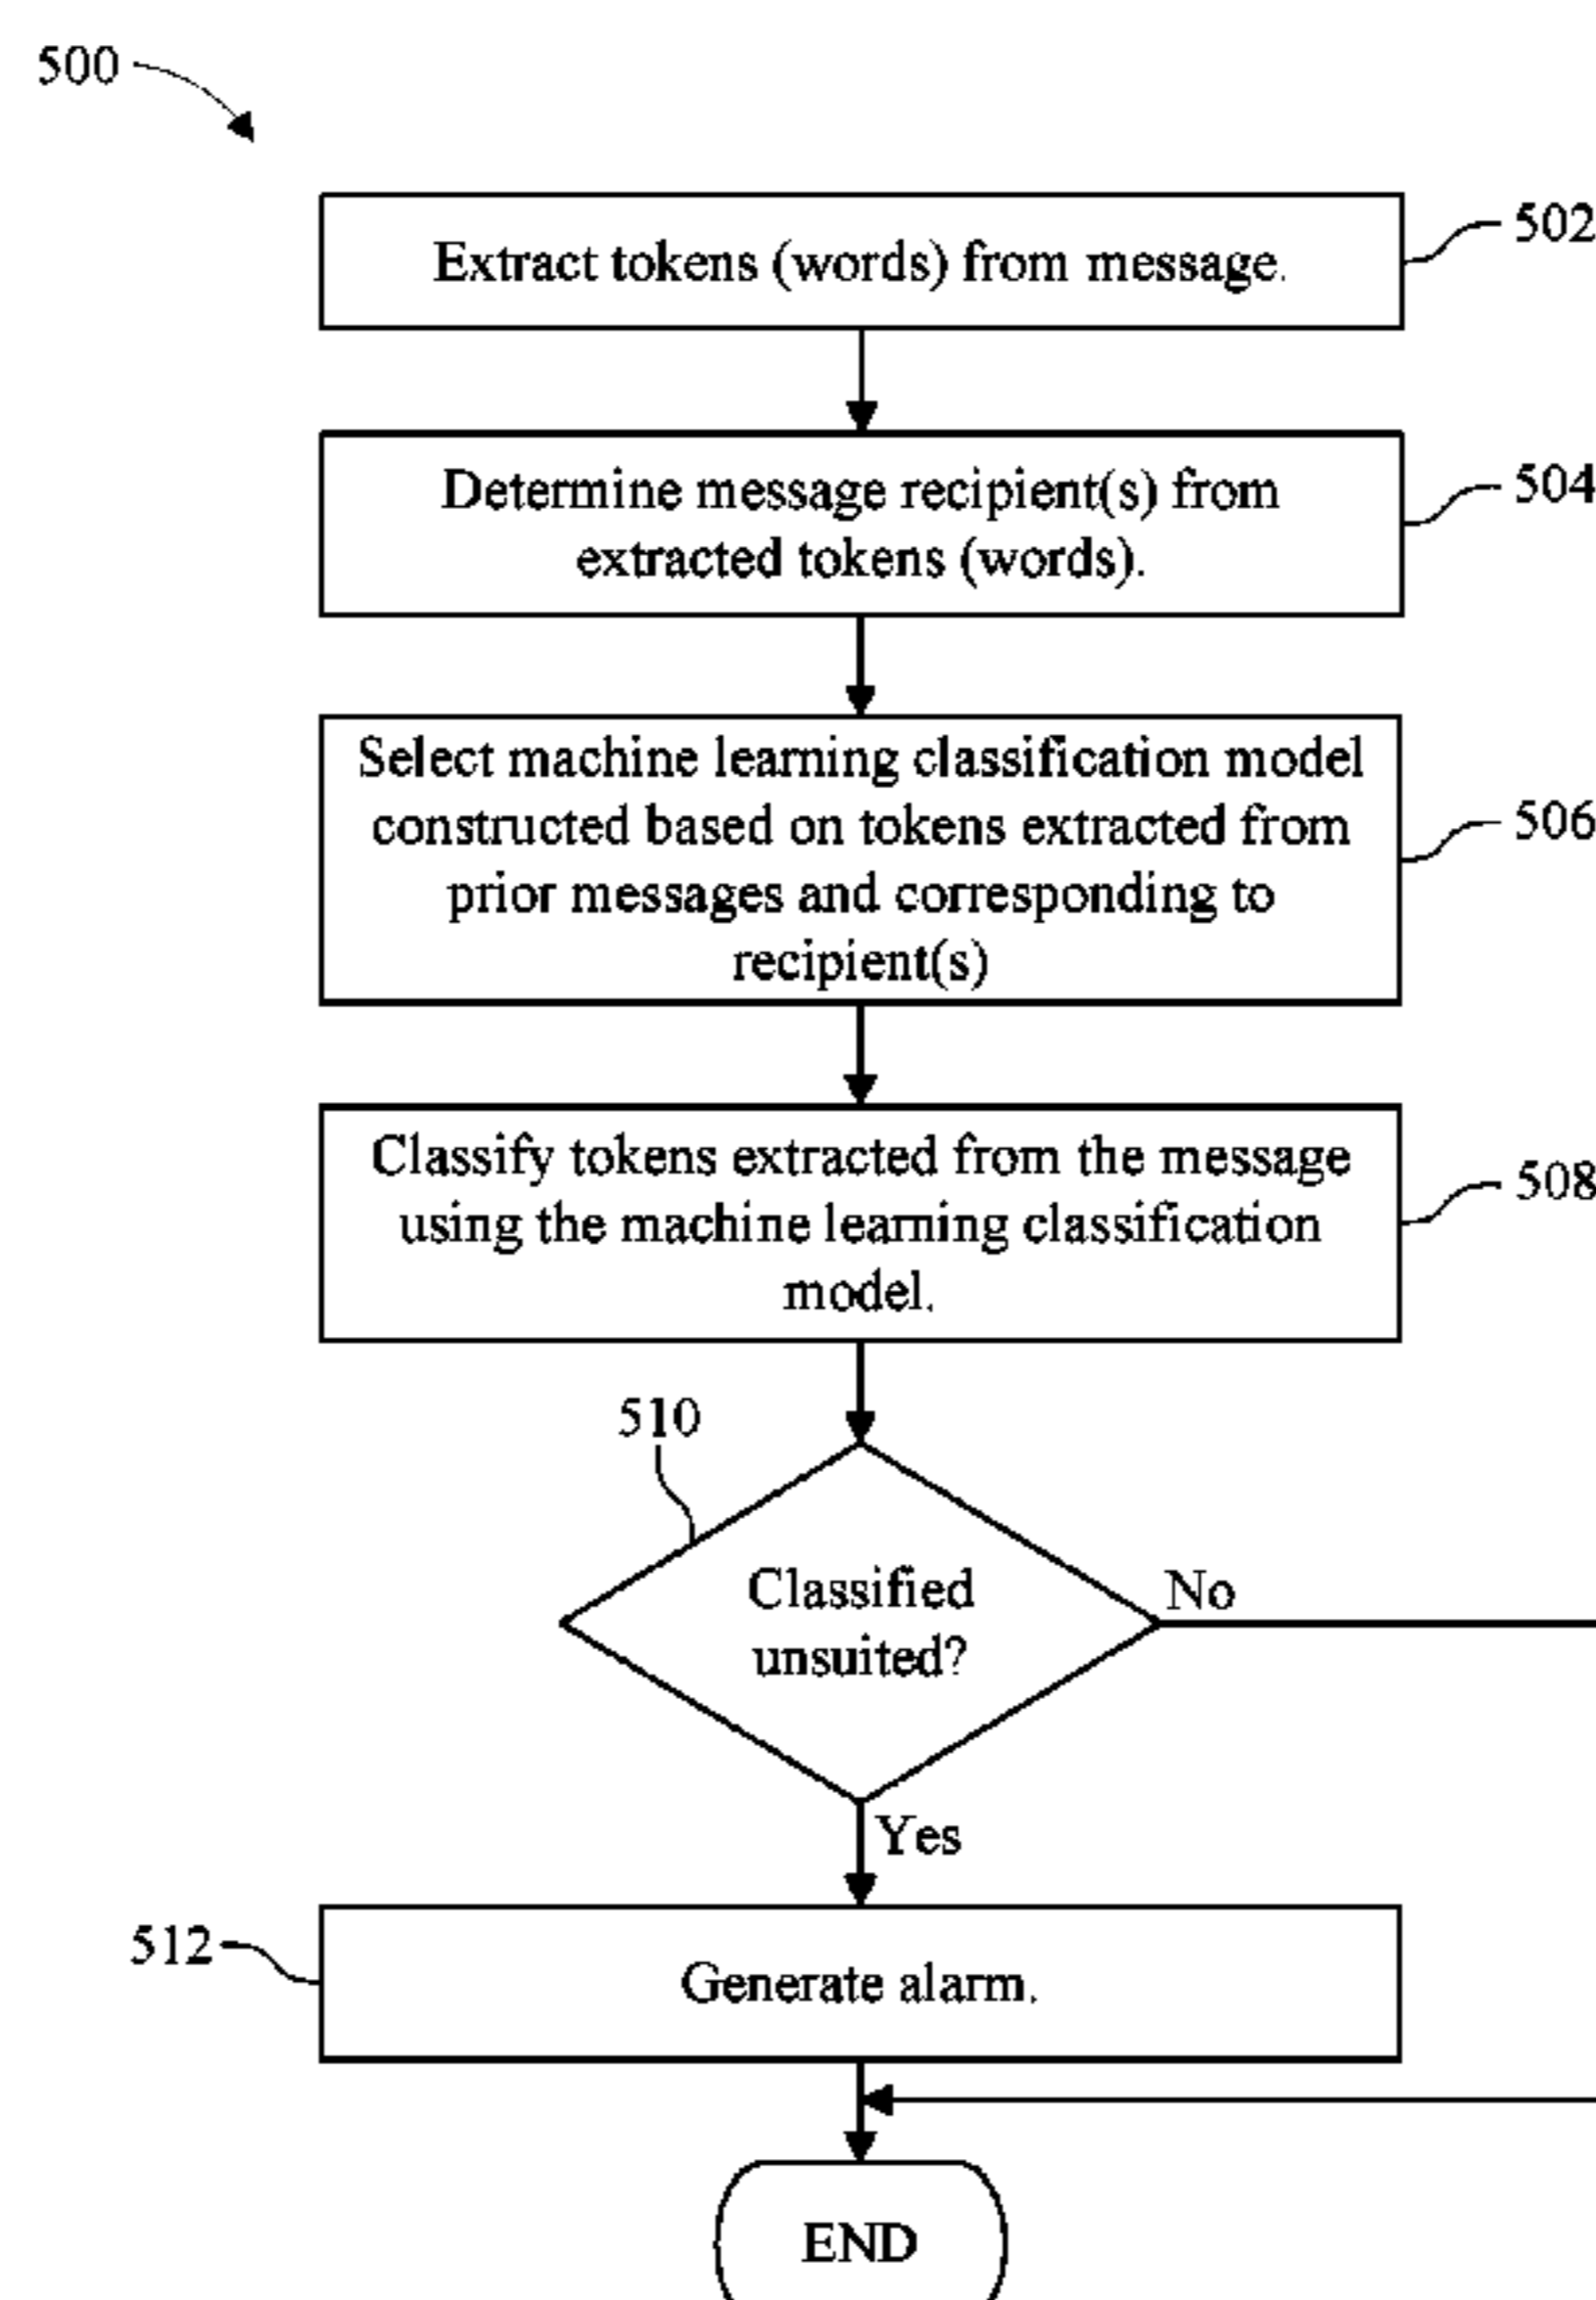 500
Extract tokens (words) from message.
502
Determine message recipient(s) from
extracted tokens (words).
504
Select machine learning classification model
constructed based on tokens extracted from
prior messages and corresponding to
recipient(s)
506
Classify tokens extracted from the message
using the machine learning classification
model.
508
510
Classified
unsuited?
No
Yes
512
Generate alarm.
END